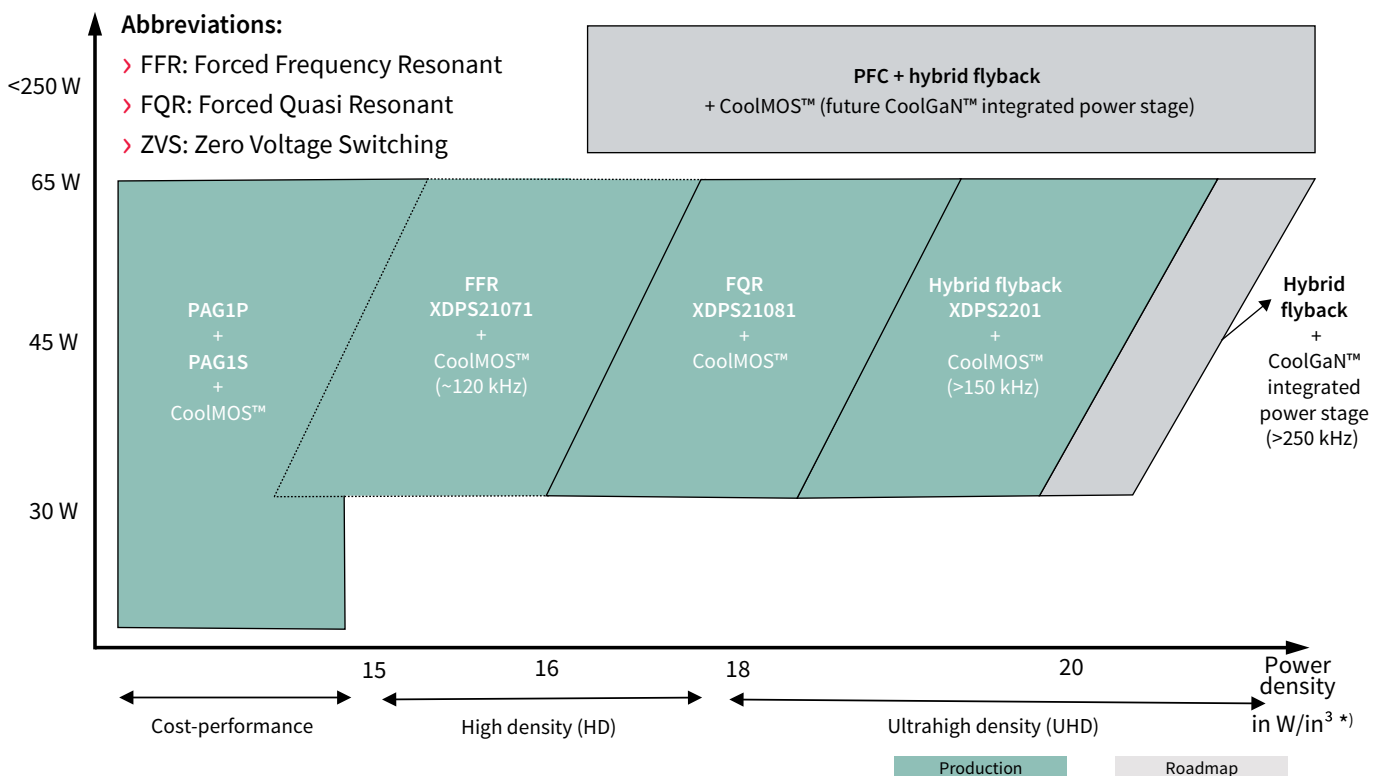 Abbreviations:
› FFR: Forced Frequency Resonant
› FQR: Forced Quasi Resonant
› ZVS: Zero Voltage Switching
<250 W
65 W
45 W
30 W
PFC + hybrid flyback
+ CoolMOS™ (future CoolGaN™ integrated power stage)
PAG1P
+
PAG1S
+
CoolMOS™
FFR
XDPS21071
+
CoolMOS™
(~120 kHz)
FQR
XDPS21081
+
CoolMOS™
Hybrid flyback
XDPS2201
+
CoolMOS™
(>150 kHz)
Hybrid
flyback
+
CoolGaN™
integrated
power stage
(>250 kHz)
15
16
18
20
Power
density
in W/in³ *)
Cost-performance
High density (HD)
Ultrahigh density (UHD)
Production
Roadmap